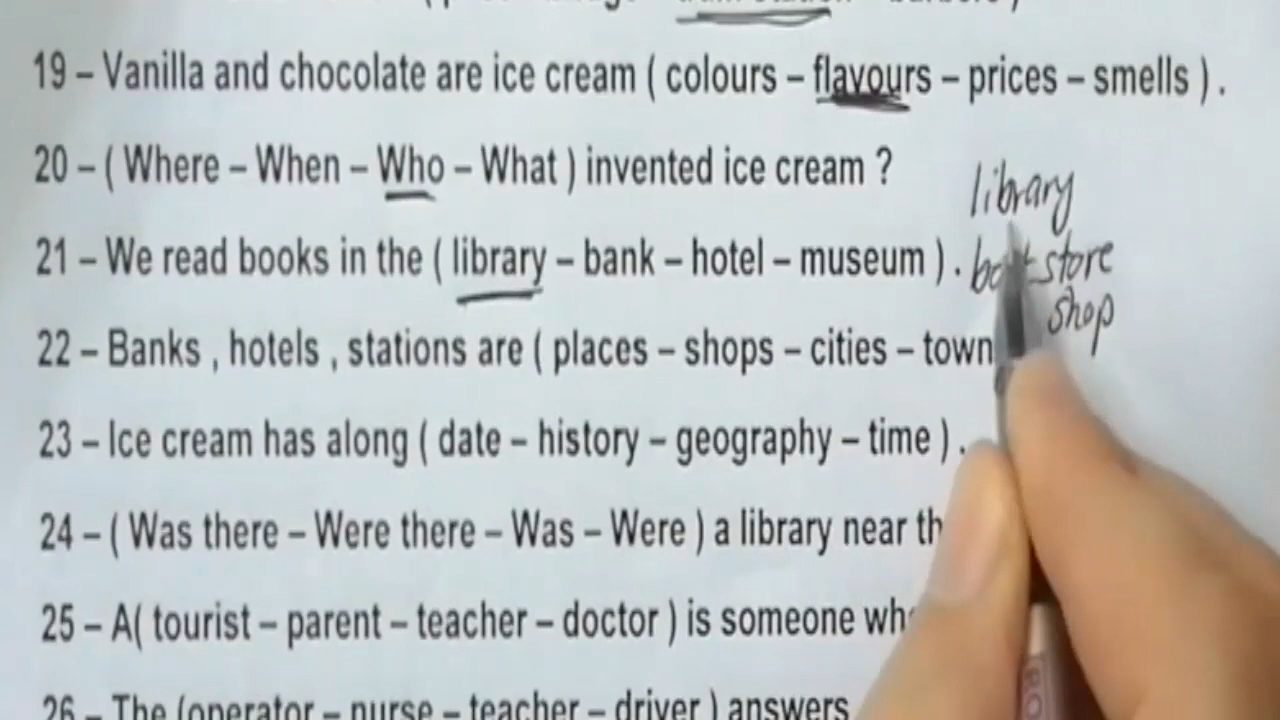 19 – Vanilla and chocolate are ice cream ( colours – flavours – prices – smells ) .
20 – ( Where – When – Who – What ) invented ice cream ?
library
21 – We read books in the ( library – bank – hotel – museum ) .
store
shop
22 – Banks , hotels , stations are ( places – shops – cities – town
23 – Ice cream has along ( date – history – geography – time ) .
24 – ( Was there – Were there – Was – Were ) a library near
25 – A( tourist – parent – teacher – doctor ) is someone
26 – The (operator – nurse – teacher – driver ) answers